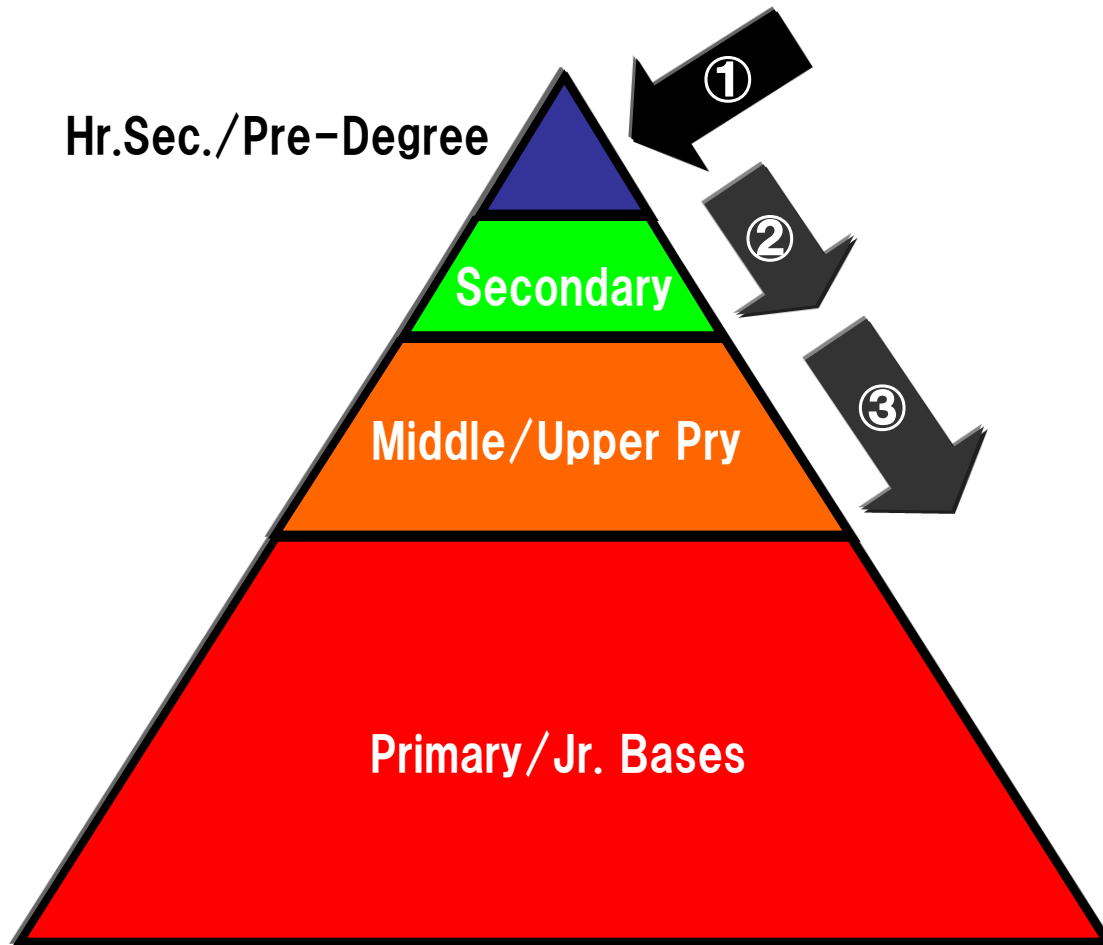 ①
Hr.Sec./Pre-Degree
②
Secondary
③
Middle/Upper Pry
Primary/Jr. Bases